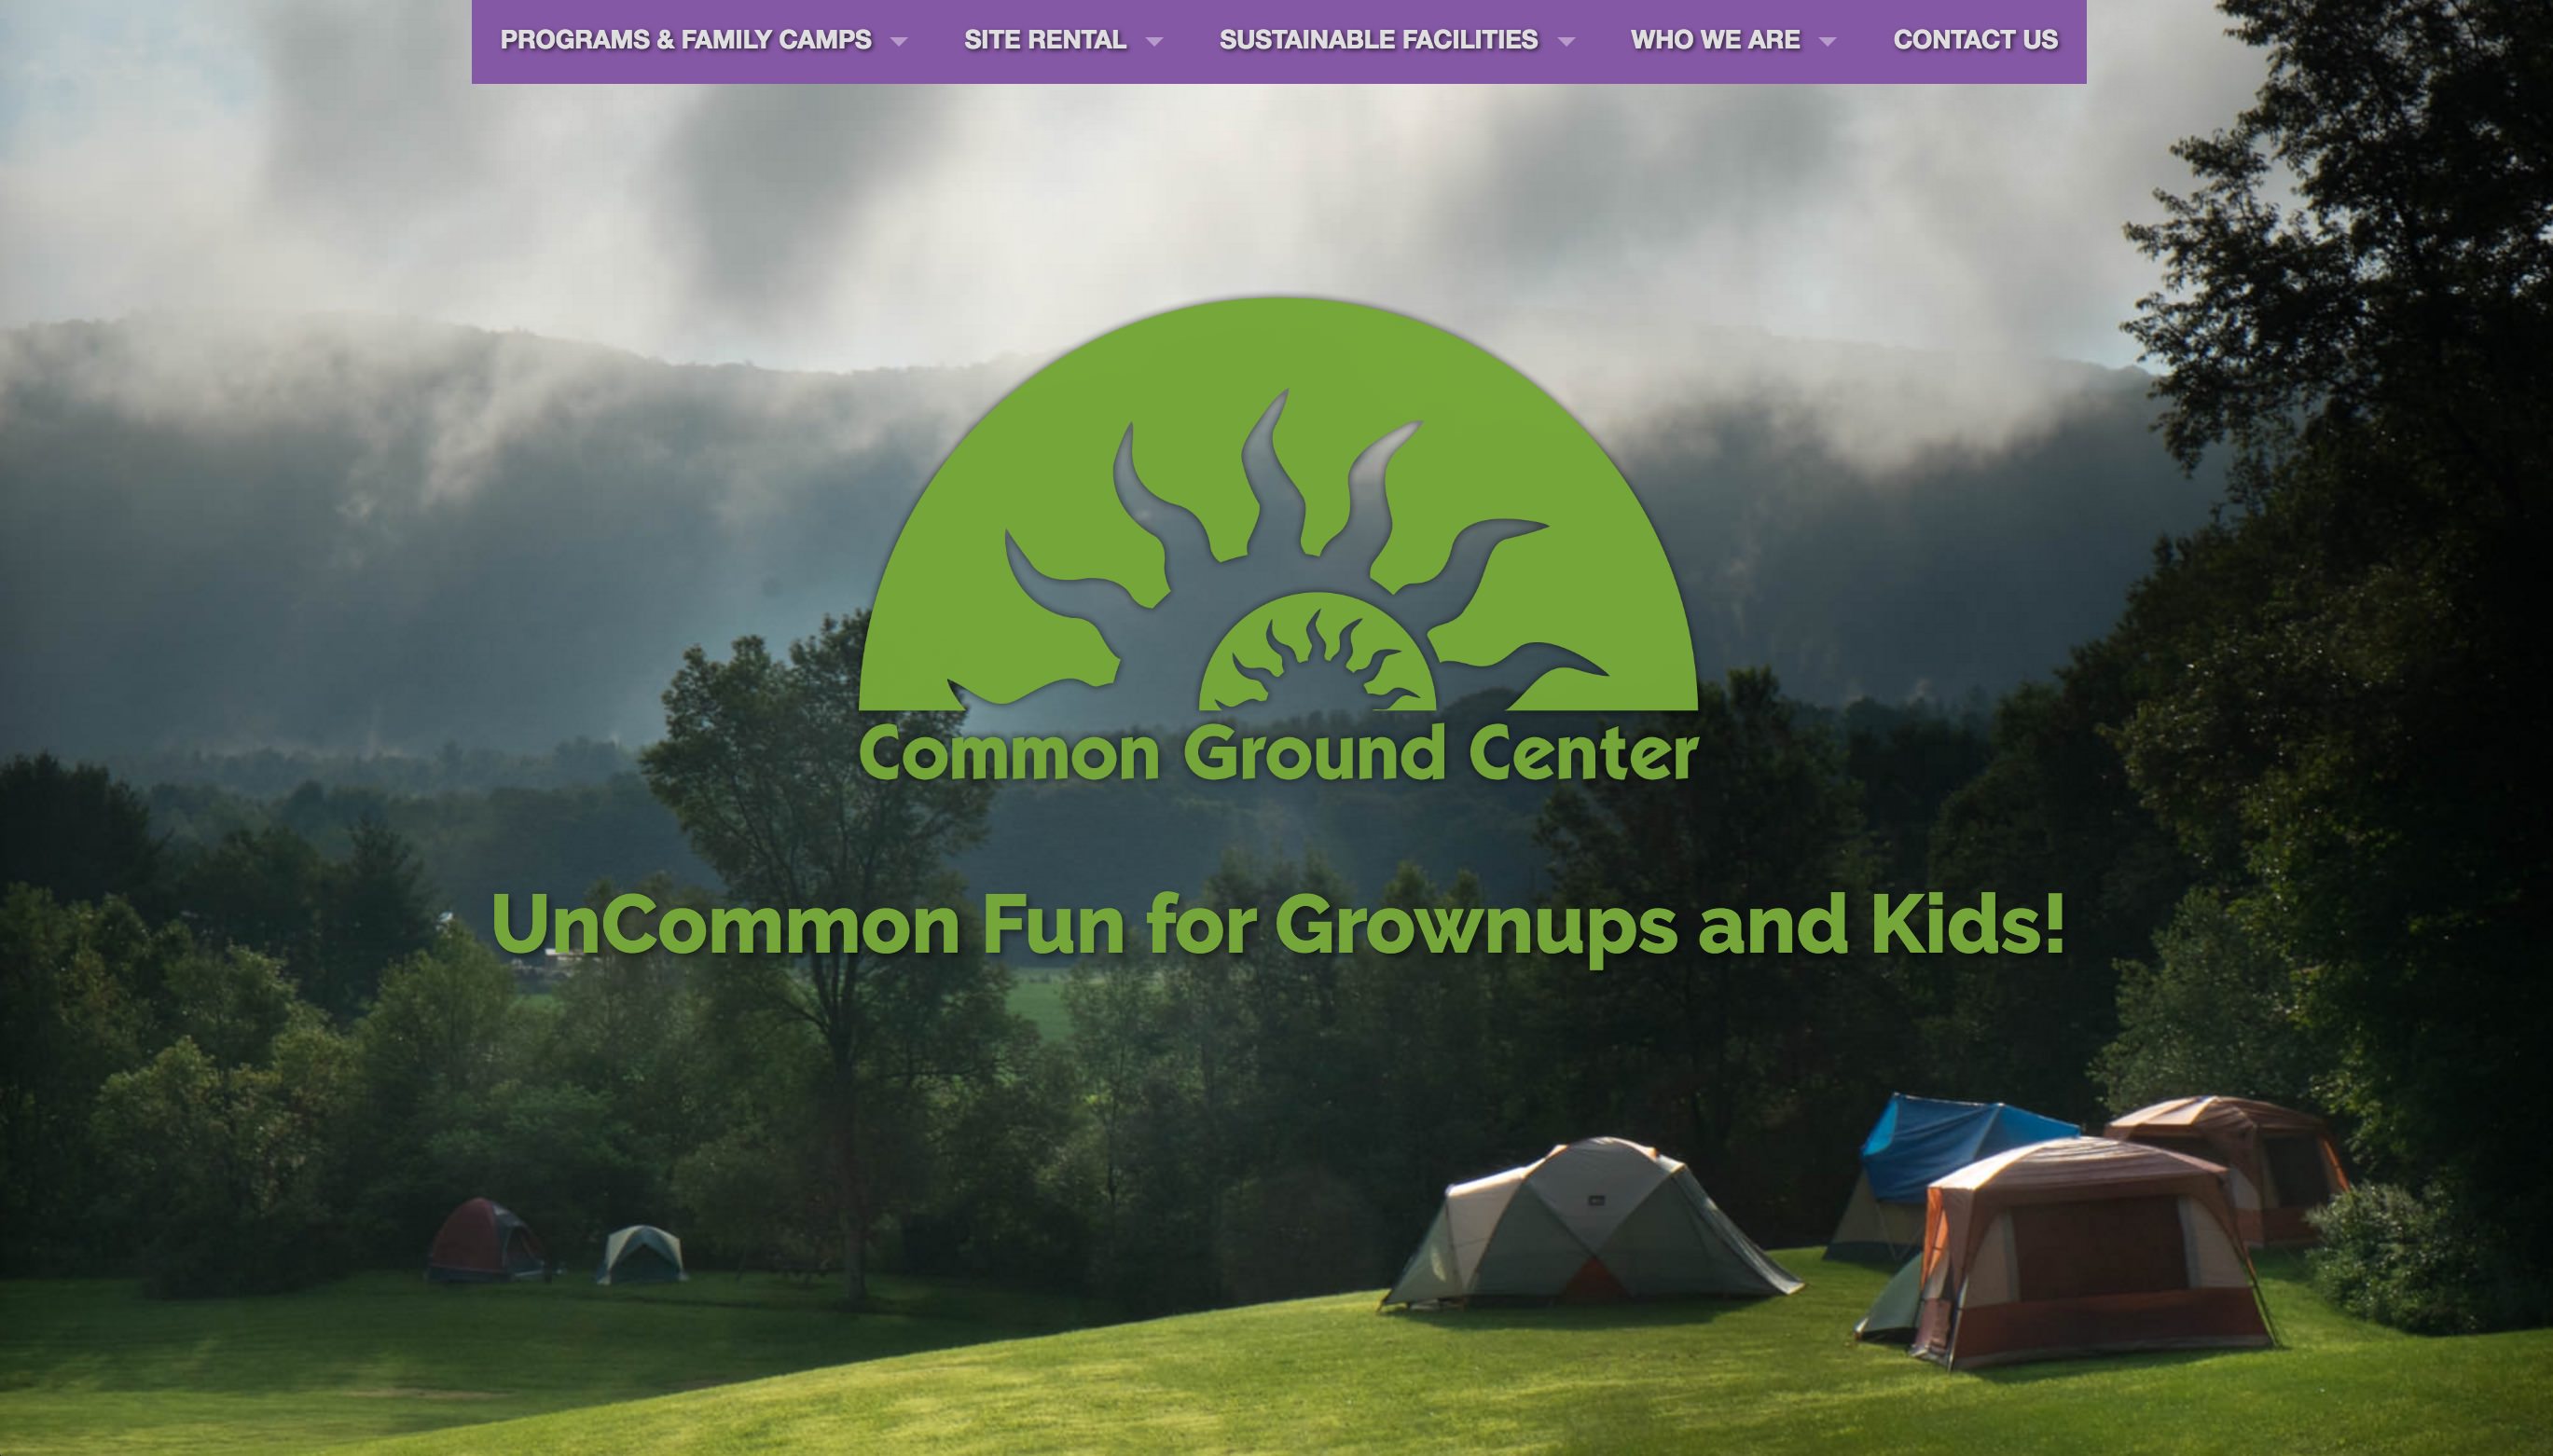 PROGRAMS & FAMILY CAMPS SITE RENTAL SUSTAINABLE FACILITIES WHO WE ARE CONTACT US
Common Ground Center
UnCommon Fun for Grownups and Kids!